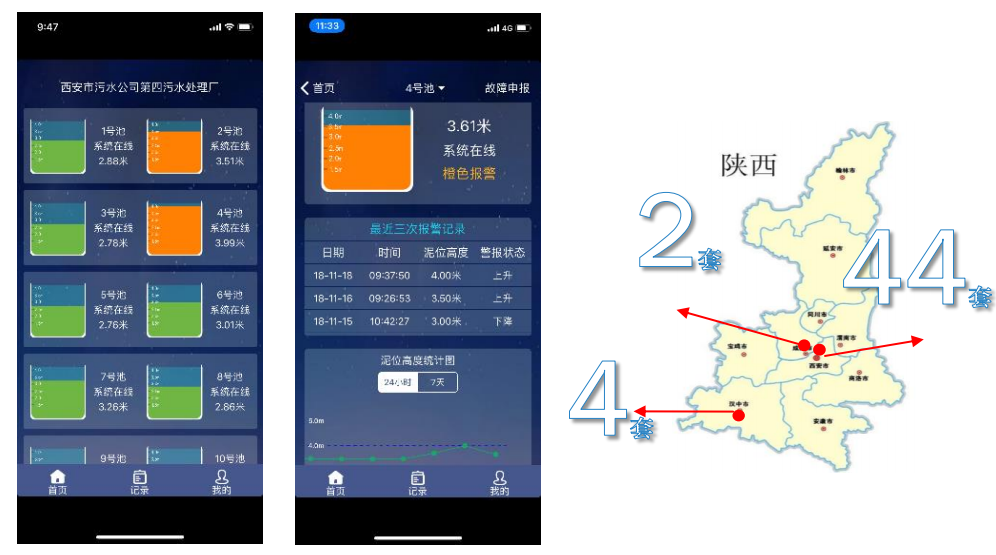 9:47
西安市污水公司第四污水处理厂
1号池
系统在线
2.88米
2号池
系统在线
3.51米
3号池
系统在线
2.78米
4号池
系统在线
3.99米
5号池
系统在线
2.76米
6号池
系统在线
3.01米
7号池
系统在线
3.26米
8号池
系统在线
2.86米
9号池
10号池
首页 记录 我的
11:33
4G
首页 4号池 故障申报
3.61米
系统在线
橙色报警
最近三次报警记录
日期 时间 泥位高度 警报状态
18-11-18 09:37:50 4.00米 上升
18-11-16 09:26:53 3.50米 上升
18-11-15 10:42:27 3.00米 下降
泥位高度统计图
24小时 7天
5.0m
4.0m
首页 记录 我的
陕西
2套
44套
4套
榆林市
延安市
铜川市
渭南市
宝鸡市
西安市
商洛市
汉中市
安康市